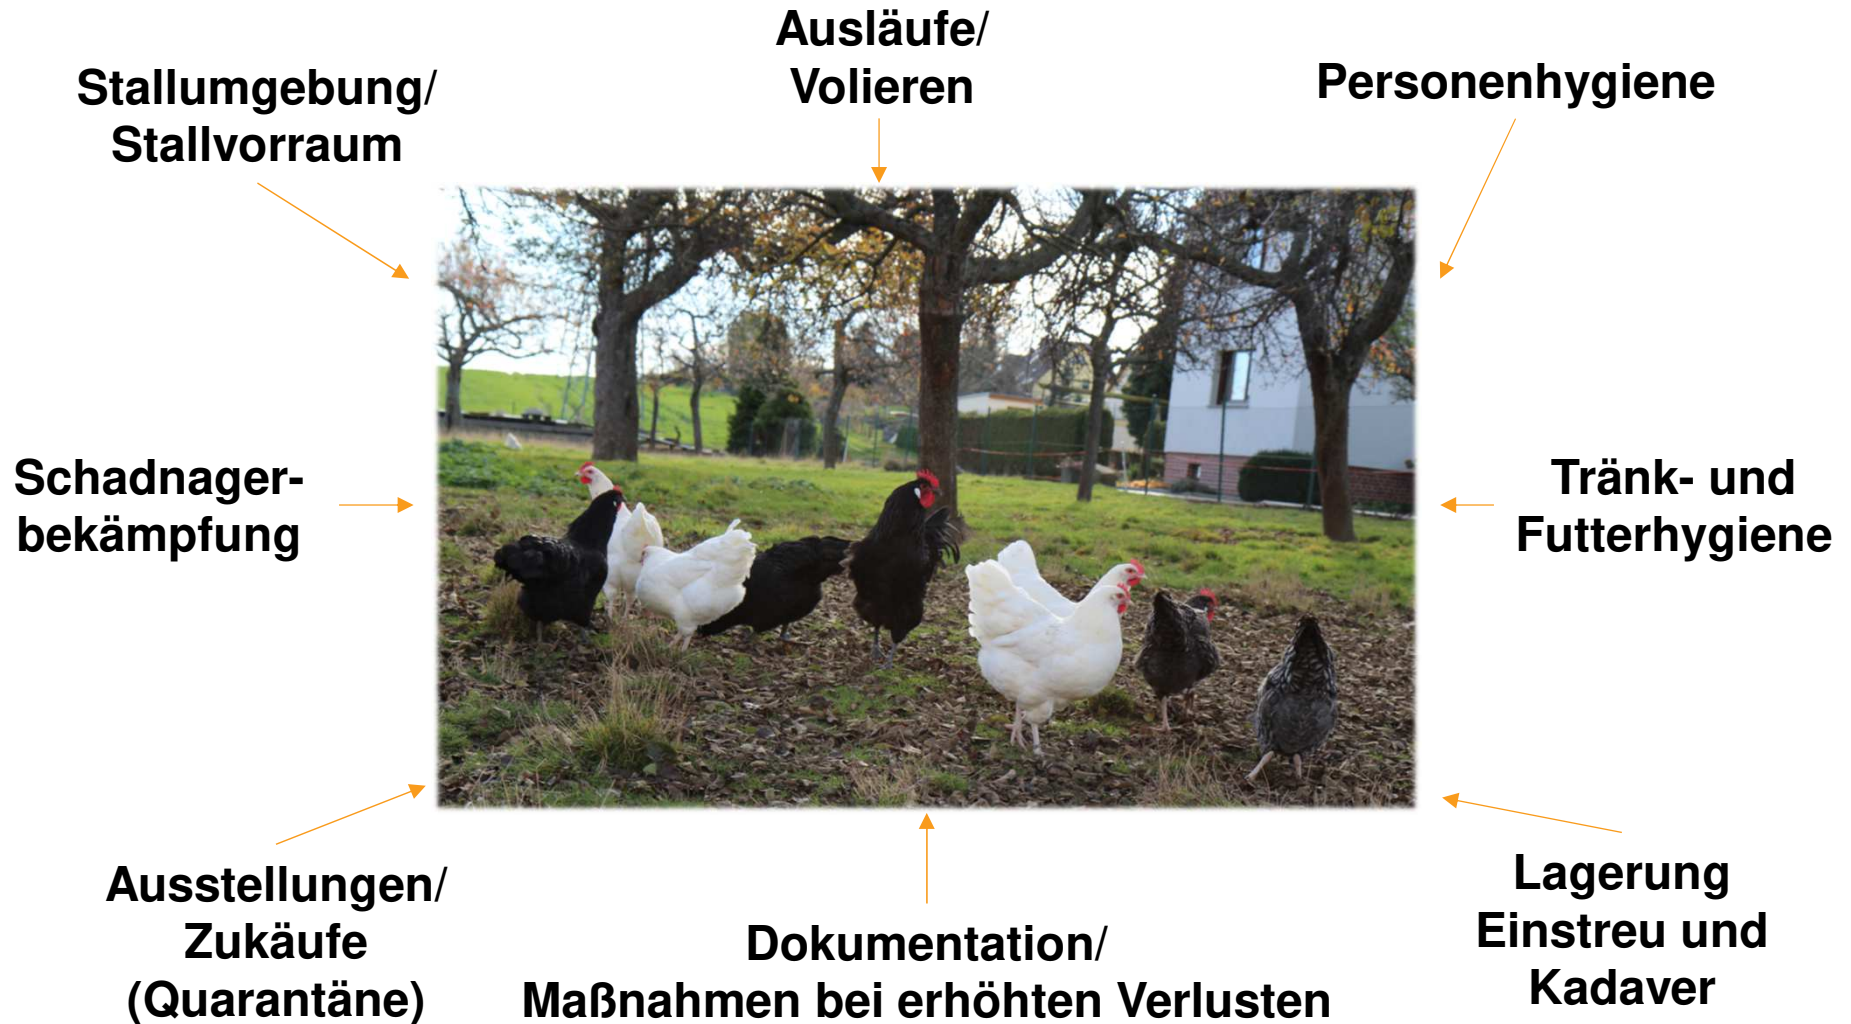 Ausläufe/
Volieren
Stallumgebung/
Stallvorraum
Personenhygiene
Schadnager-
bekämpfung
Tränk- und
Futterhygiene
Ausstellungen/
Zukäufe
(Quarantäne)
Dokumentation/
Maßnahmen bei erhöhten Verlusten
Lagerung
Einstreu und
Kadaver